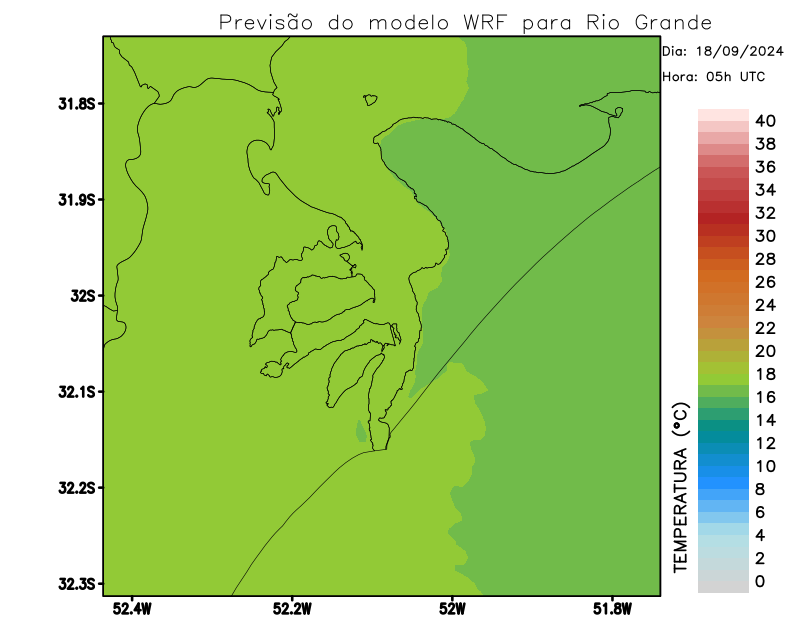 Previsão do modelo WRF para Rio Grande
Dia: 18/09/2024
Hora: 05h UTC
31.8S
31.9S
32S
32.1S
32.2S
32.3S
52.4W
52.2W
52W
51.8W
TEMPERATURA (°C)
40
38
36
34
32
30
28
26
24
22
20
18
16
14
12
10
8
6
4
2
0